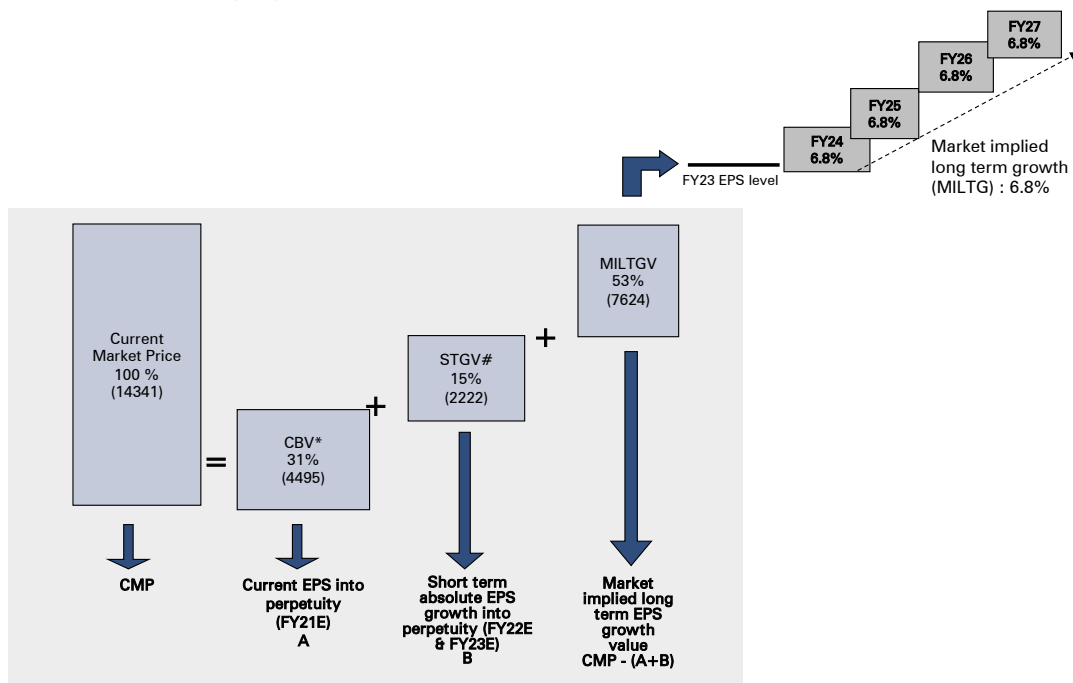 FY27
6.8%
FY26
6.8%
FY25
6.8%
FY24
6.8%
Market implied
long term growth
(MILTG) : 6.8%
FY23 EPS level
Current
Market Price
100 %
(14341)
=
CBV*
31%
(4495)
+
STGV#
15%
(2222)
+
MILTGV
53%
(7624)
CMP
Current EPS into
perpetuity
(FY21E)
A
Short term
absolute EPS
growth into
perpetuity (FY22E
& FY23E)
B
Market
implied long
term EPS
growth
value
CMP - (A+B)